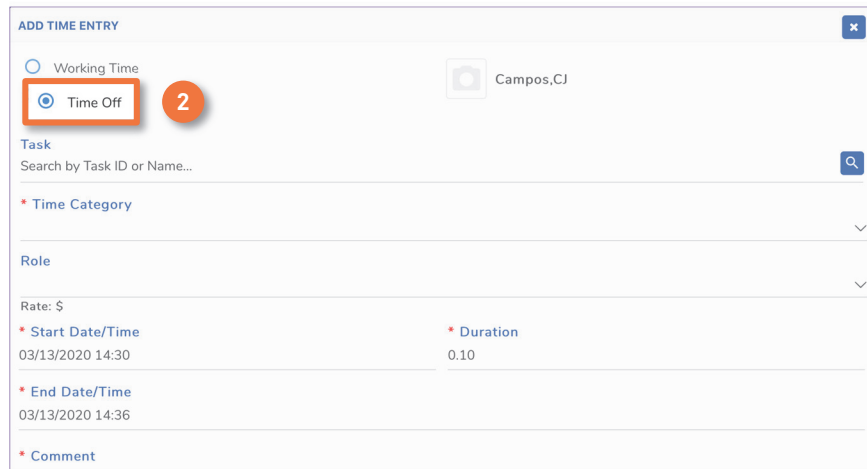 ADD TIME ENTRY
Working Time
Campos,CJ
Time Off
2
Task
Search by Task ID or Name...
* Time Category
Role
Rate: $
* Start Date/Time
* Duration
03/13/2020 14:30
0.10
* End Date/Time
03/13/2020 14:36
* Comment